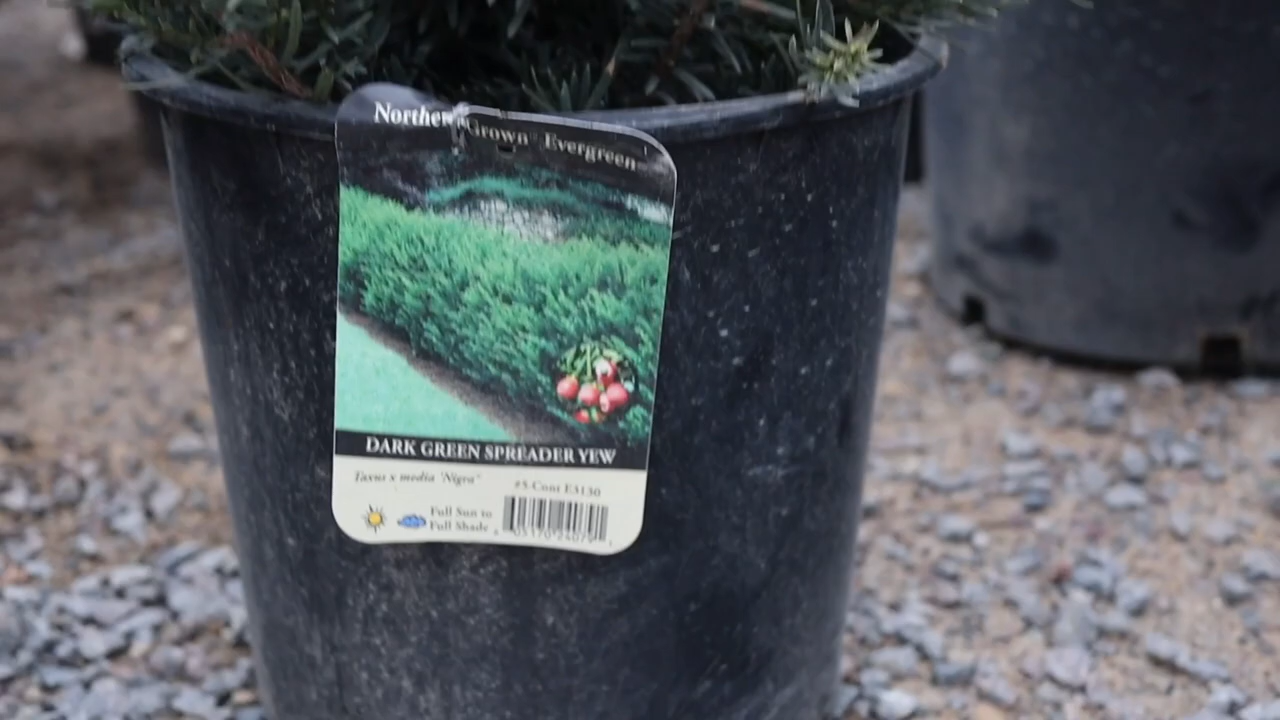 Northern Grown Evergreen
DARK GREEN SPREADER YEW
Taxus x media 'Nigra'
#5 Cont E3130
Full Sun to
Full Shade